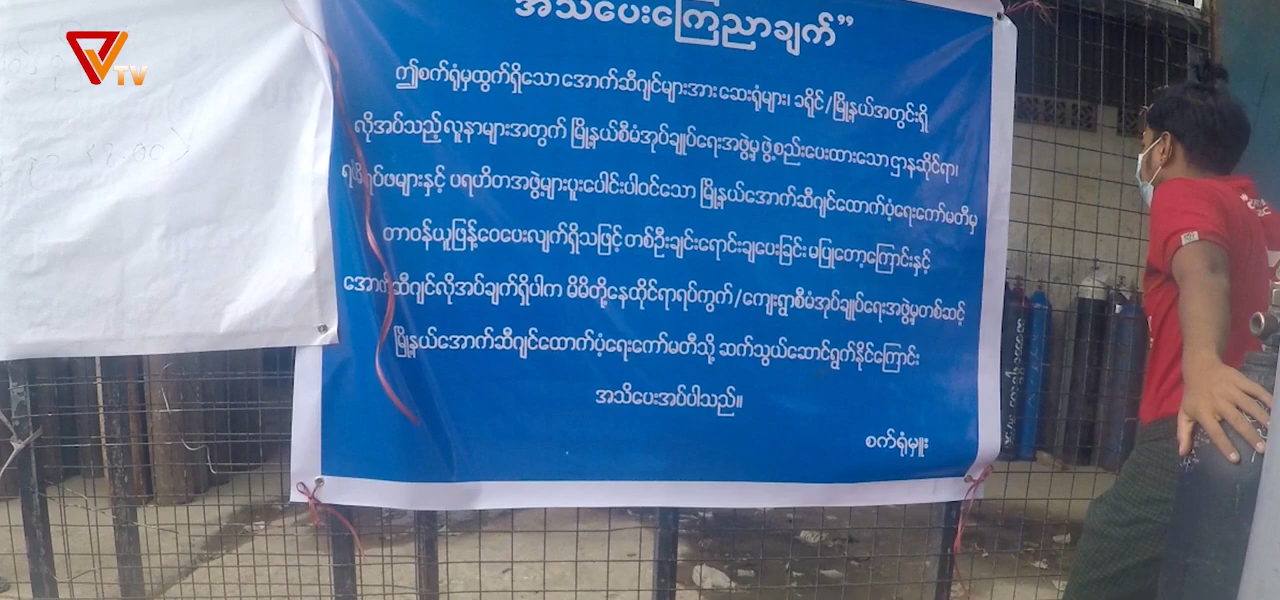 TV
အသိပေးကြေညာချက်”
ဤစက်ရုံမှထွက်ရှိသော အောက်ဆီဂျင်များအား ဆေးရုံများ၊ ခရိုင်/မြို့နယ်အတွင်းရှိ
လိုအပ်သည့် လူနာများအတွက် မြို့နယ်စီမံအုပ်ချုပ်ရေးအဖွဲ့မှ ဖွဲ့စည်းပေးထားသော ဌာနဆိုင်ရာ၊
ရပ်မိရပ်ဖများနှင့် ပရဟိတအဖွဲ့များပူးပေါင်းပါဝင်သော မြို့နယ်အောက်ဆီဂျင်ထောက်ပံ့ရေးကော်မတီမှ
တာဝန်ယူဖြန့်ဝေပေးလျက်ရှိသဖြင့် တစ်ဦးချင်းရောင်းချပေးခြင်း မပြုတော့ကြောင်းနှင့်
အောက်ဆီဂျင်လိုအပ်ချက်ရှိပါက မိမိတို့နေထိုင်ရာရပ်ကွက်/ကျေးရွာစီမံအုပ်ချုပ်ရေးအဖွဲ့မှတစ်ဆင့်
မြို့နယ်အောက်ဆီဂျင်ထောက်ပံ့ရေးကော်မတီသို့ ဆက်သွယ်ဆောင်ရွက်နိုင်ကြောင်း
အသိပေးအပ်ပါသည်။
စက်ရုံမှူး